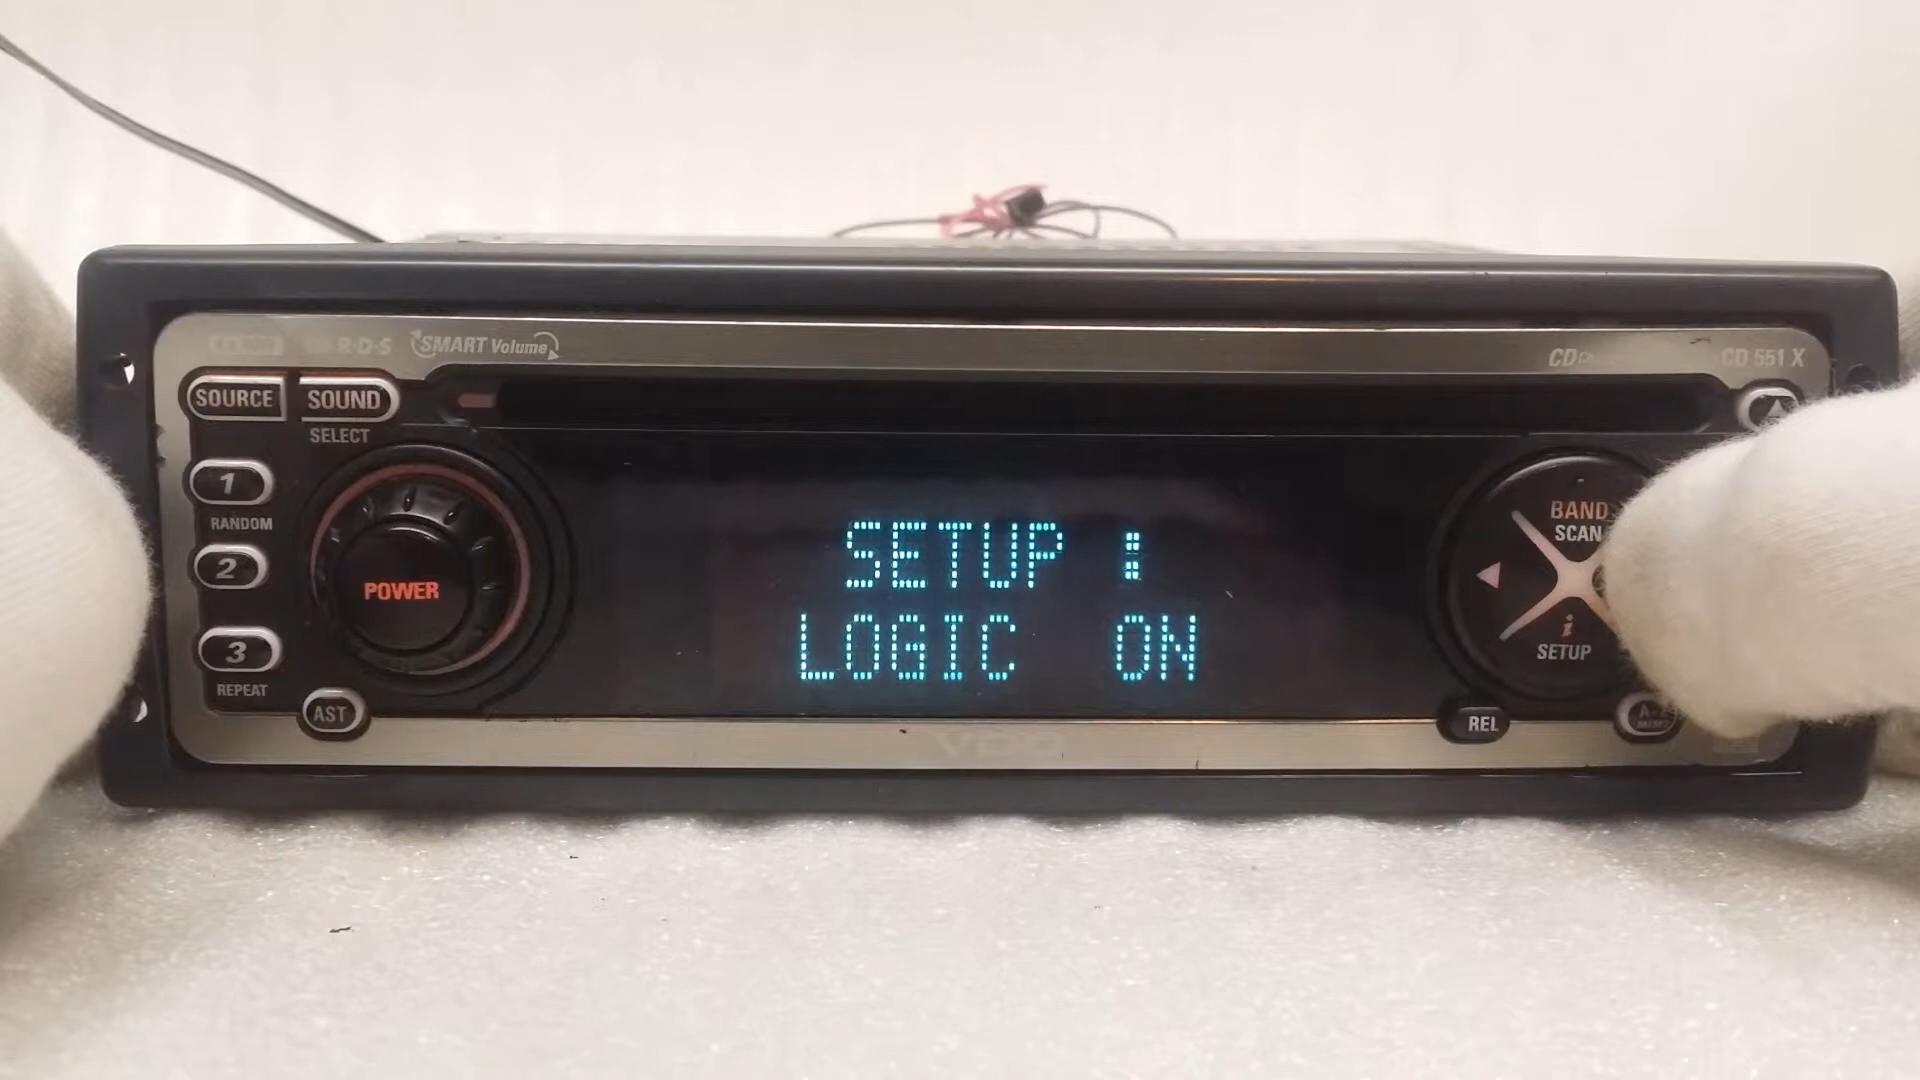 R·D·S
SMART Volume
CD
CD 551 X
SOURCE
SOUND
SELECT
1
RANDOM
2
POWER
3
REPEAT
AST
SETUP :
LOGIC ON
BAND
SCAN
i
SETUP
REL
VDO